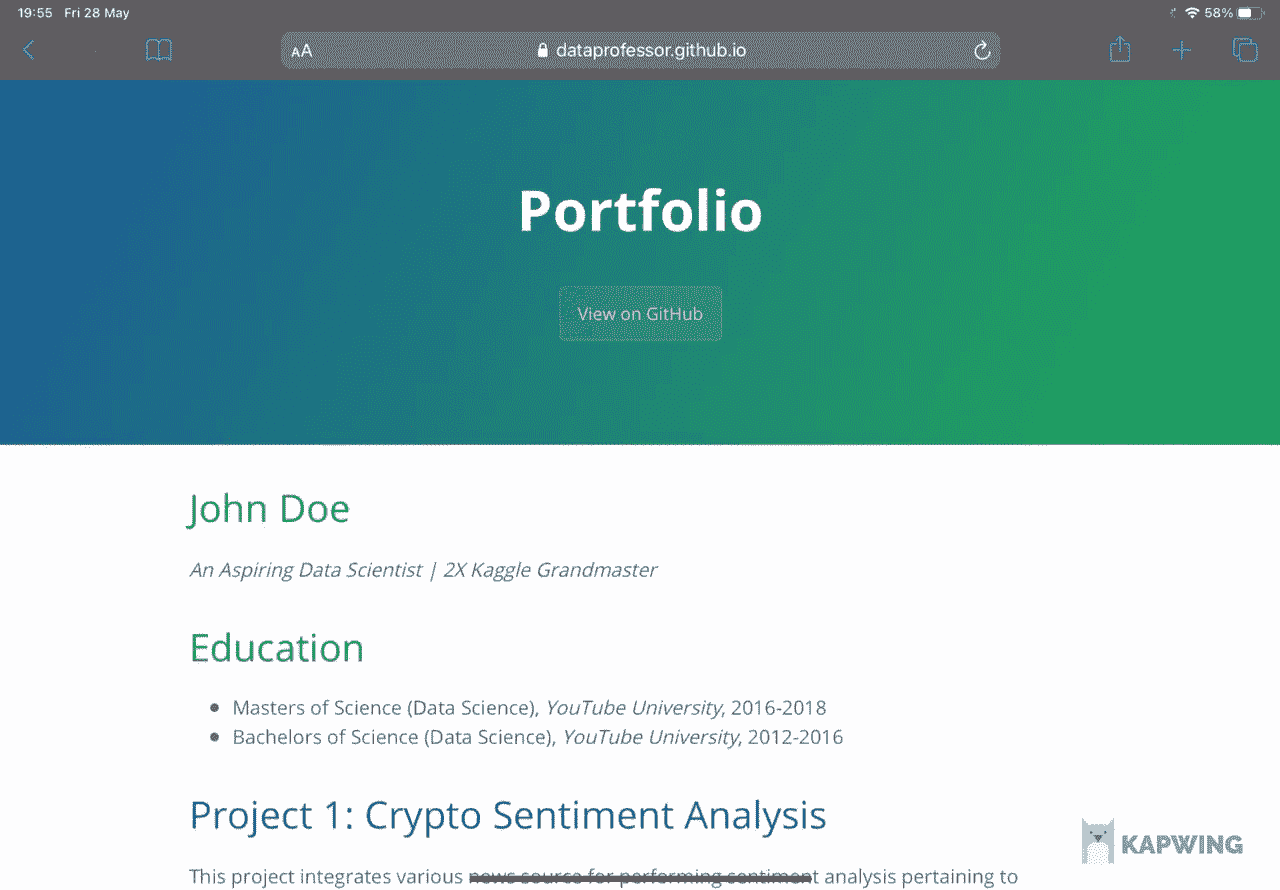 19:55 Fri 28 May
58%
AA dataprofessor.github.io
Portfolio
View on GitHub
John Doe
An Aspiring Data Scientist | 2X Kaggle Grandmaster
Education
Masters of Science (Data Science), YouTube University, 2016-2018
Bachelors of Science (Data Science), YouTube University, 2012-2016
Project 1: Crypto Sentiment Analysis
This project integrates various news source for performing sentiment analysis pertaining to
KAPWING